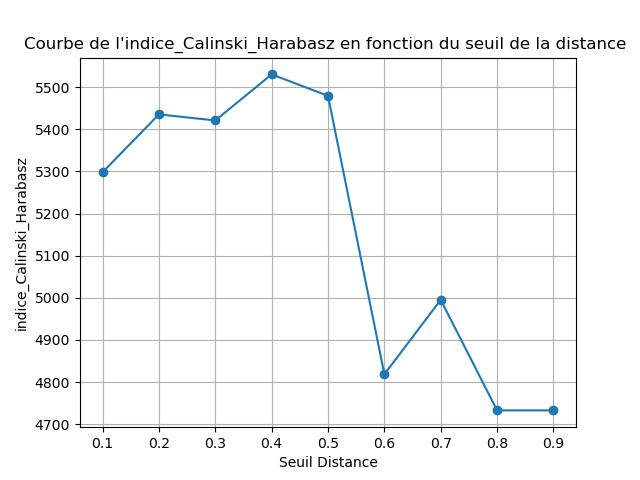 Courbe de l'indice_Calinski_Harabasz en fonction du seuil de la distance
indice_Calinski_Harabasz
5500
5400
5300
5200
5100
5000
4900
4800
4700
0.1 0.2 0.3 0.4 0.5 0.6 0.7 0.8 0.9
Seuil Distance